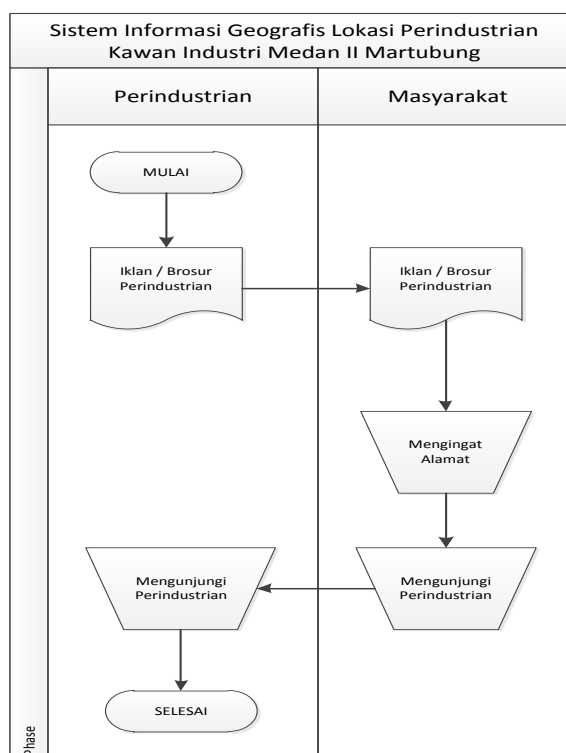 Sistem Informasi Geografis Lokasi Perindustrian
Kawan Industri Medan II Martubung
Perindustrian
Masyarakat
MULAI
Iklan / Brosur
Perindustrian
Iklan / Brosur
Perindustrian
Mengingat
Alamat
Mengunjungi
Perindustrian
Mengunjungi
Perindustrian
SELESAI
Phase